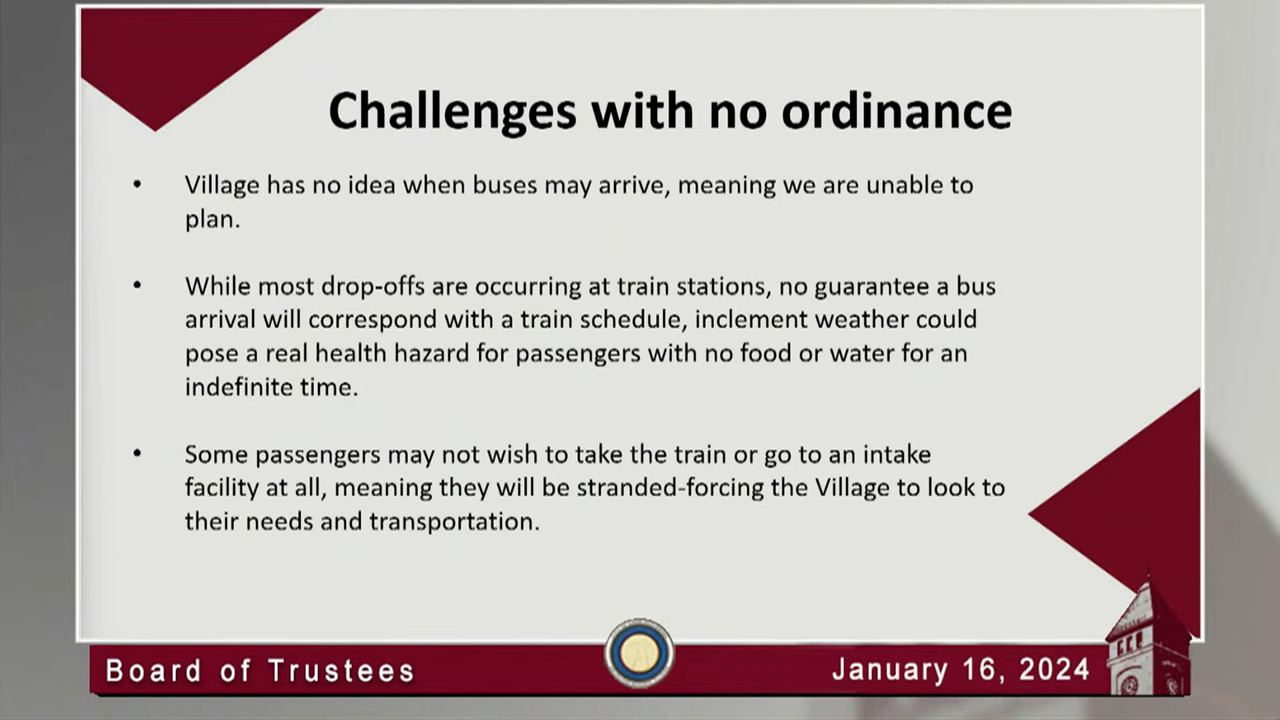 Challenges with no ordinance
• Village has no idea when buses may arrive, meaning we are unable to
plan.
• While most drop-offs are occurring at train stations, no guarantee a bus
arrival will correspond with a train schedule, inclement weather could
pose a real health hazard for passengers with no food or water for an
indefinite time.
• Some passengers may not wish to take the train or go to an intake
facility at all, meaning they will be stranded-forcing the Village to look to
their needs and transportation.
Board of Trustees
January 16, 2024